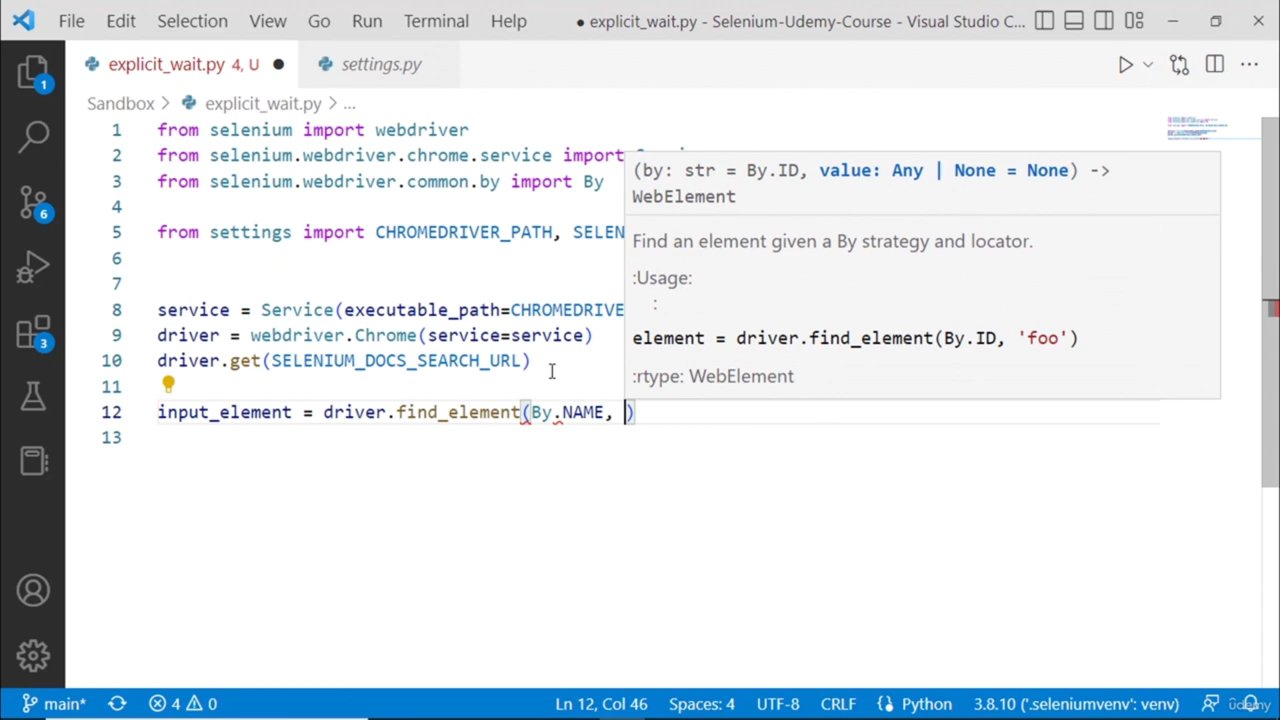 File Edit Selection View Go Run Terminal Help ● explicit_wait.py - Selenium-Udemy-Course - Visual Studio C...
explicit_wait.py 4, U ●
settings.py
Sandbox > explicit_wait.py > ...
1 from selenium import webdriver
2 from selenium.webdriver.chrome.service import
3 from selenium.webdriver.common.by import By
4
5 from settings import CHROMEDRIVER_PATH, SELEN
6
7
8 service = Service(executable_path=CHROMEDRIVE
9 driver = webdriver.Chrome(service=service)
10 driver.get(SELENIUM_DOCS_SEARCH_URL)
11
12 input_element = driver.find_element(By.NAME, )
13
(by: str = By.ID, value: Any | None = None) ->
WebElement
Find an element given a By strategy and locator.
:Usage:
:
element = driver.find_element(By.ID, 'foo')
:rtype: WebElement
1
6
3
main* 4 0 Ln 12, Col 46 Spaces: 4 UTF-8 CRLF Python 3.8.10 ('.seleniumvenv': venv)
ûdemy